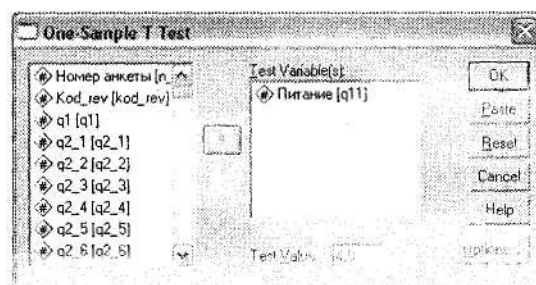 One-Sample T Test
Номер анкеты [n_
Kod_rev [kod_rev]
q1 [q1]
q2_1 [q2_1]
q2_2 [q2_2]
q2_3 [q2_3]
q2_4 [q2_4]
q2_5 [q2_5]
q2_6 [q2_6]
Test Variable(s):
Питание [q11]
Test Value:
OK
Paste
Reset
Cancel
Help